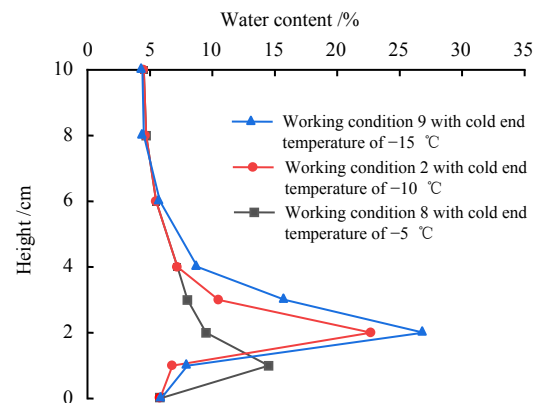 Water content /%
0 5 10 15 20 25 30 35
10
8
6
4
2
0
Height /cm
Working condition 9 with cold end
temperature of −15 ℃
Working condition 2 with cold end
temperature of −10 ℃
Working condition 8 with cold end
temperature of −5 ℃